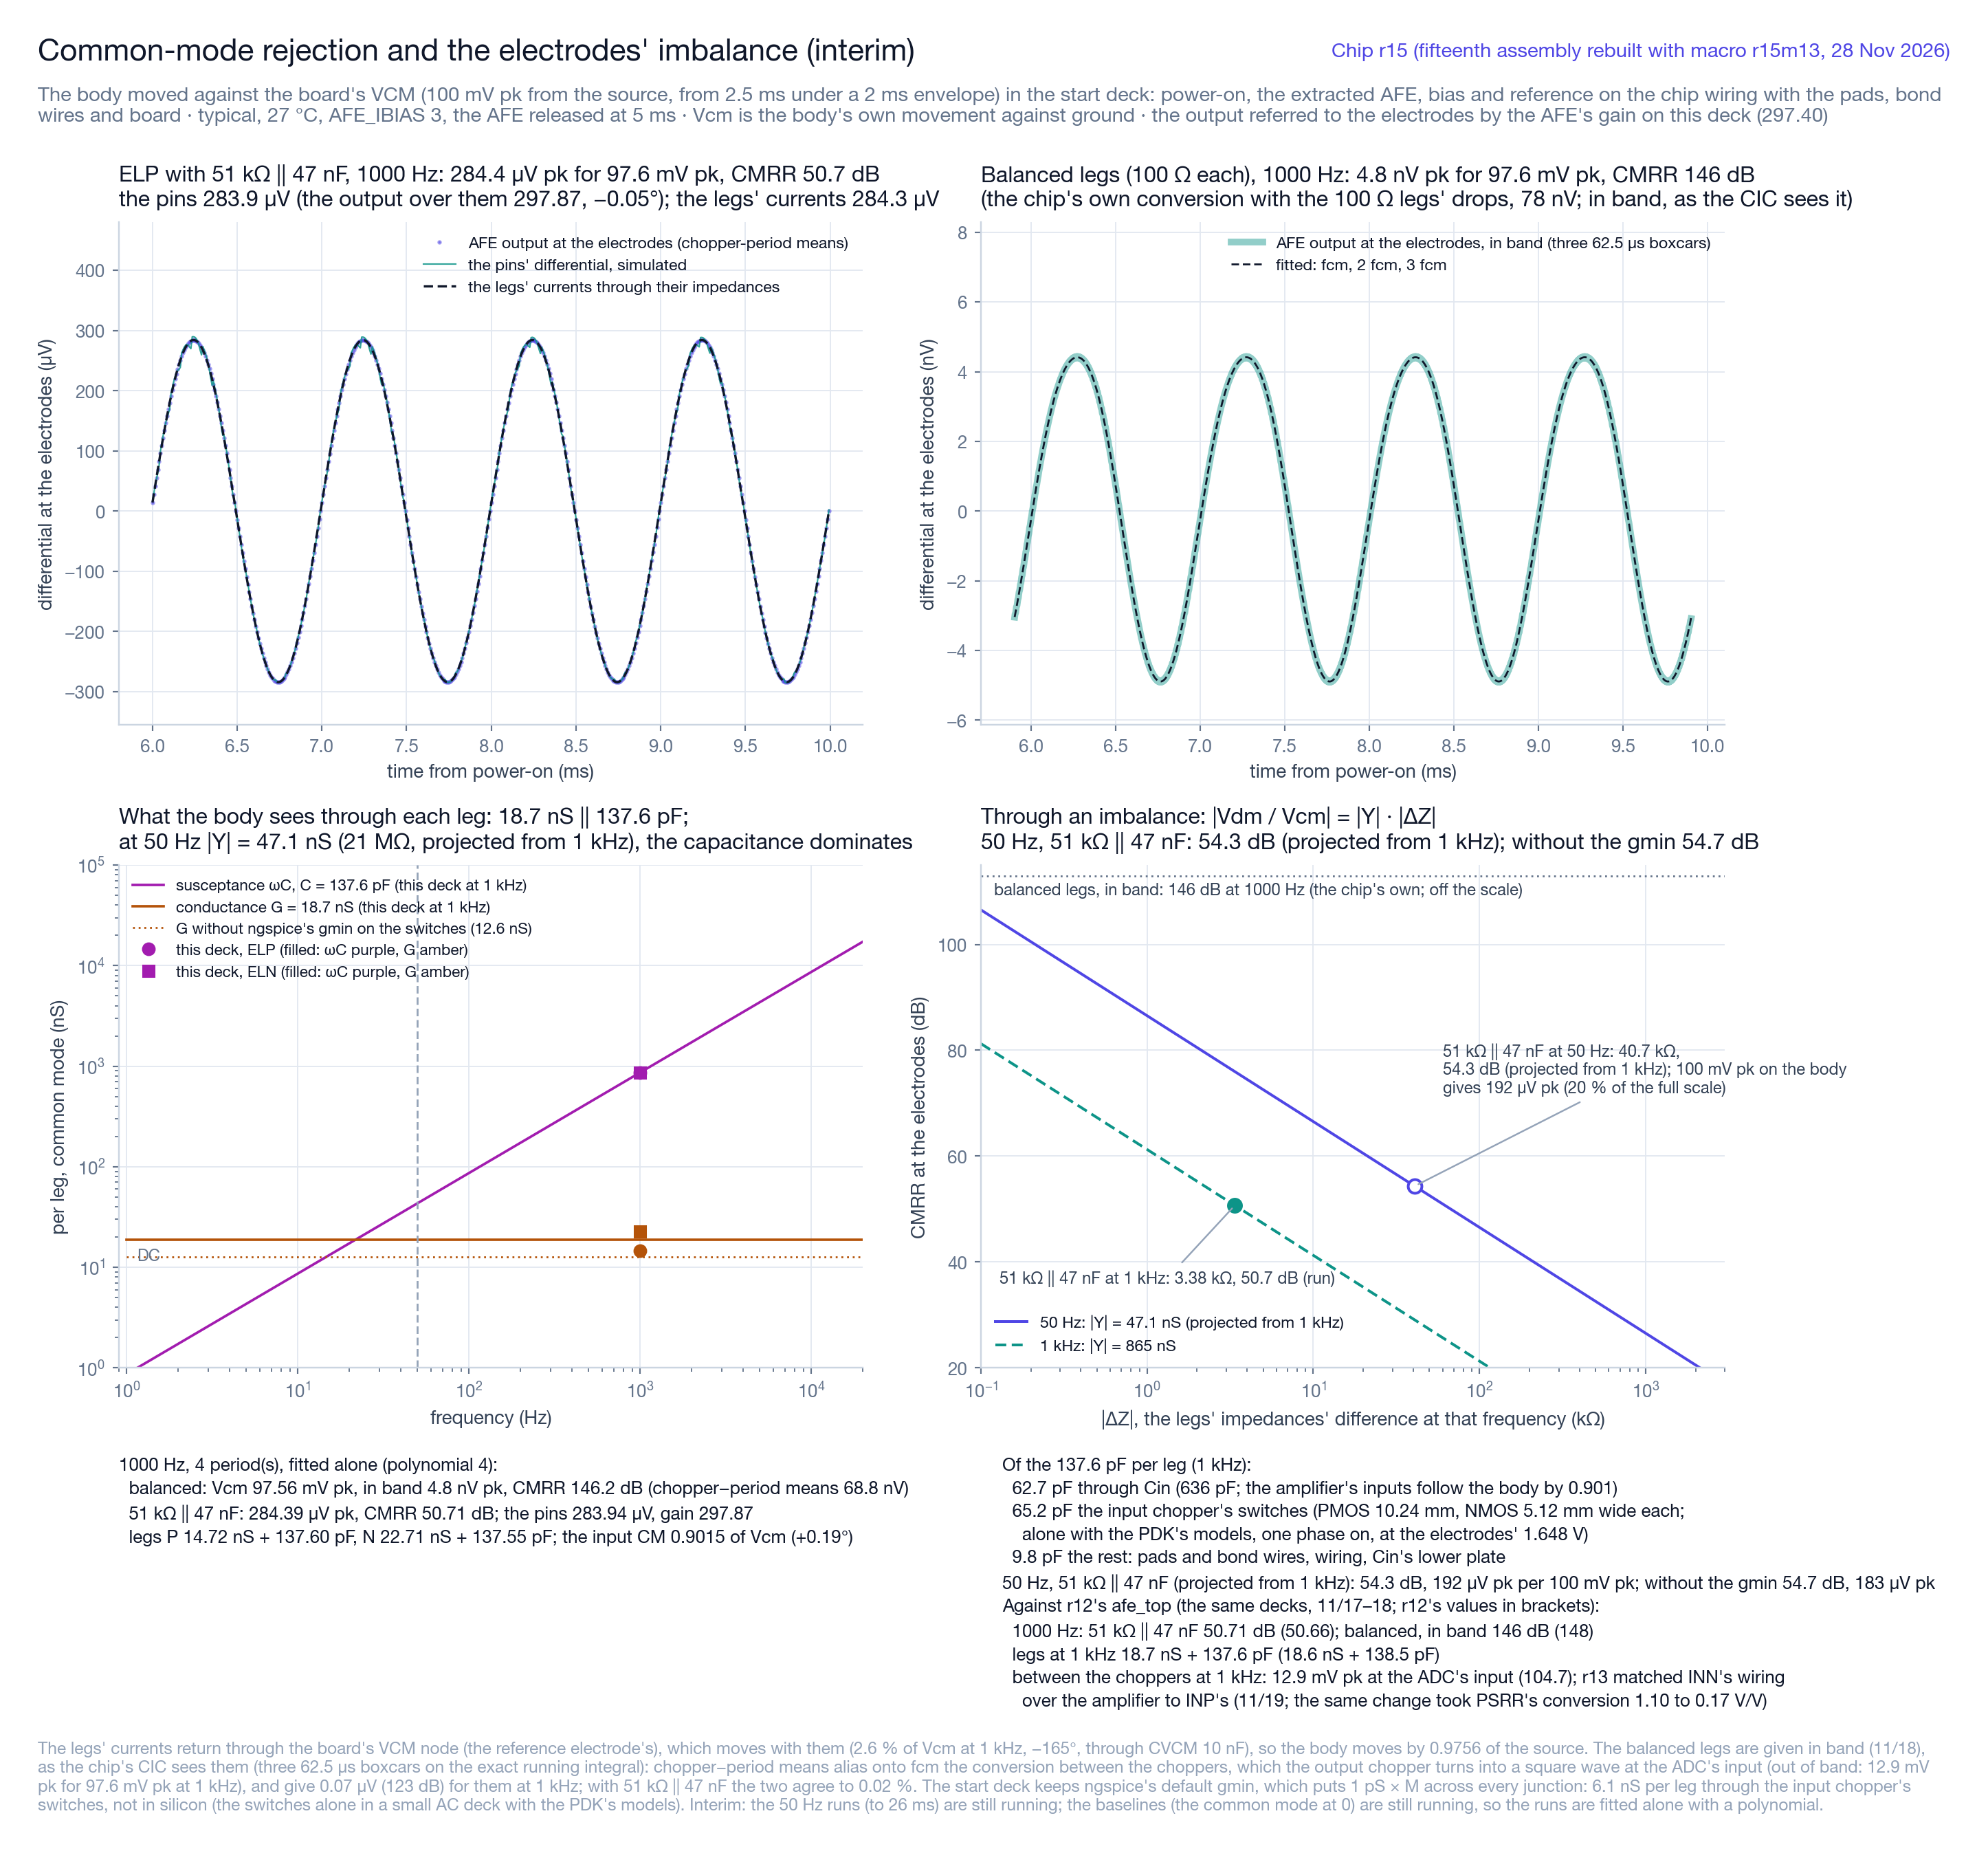 Common-mode rejection and the electrodes' imbalance (interim)
Chip r15 (fifteenth assembly rebuilt with macro r15m13, 28 Nov 2026)
The body moved against the board's VCM (100 mV pk from the source, from 2.5 ms under a 2 ms envelope) in the start deck: power-on, the extracted AFE, bias and reference on the chip wiring with the pads, bond
wires and board · typical, 27 °C, AFE_IBIAS 3, the AFE released at 5 ms · Vcm is the body's own movement against ground · the output referred to the electrodes by the AFE's gain on this deck (297.40)
ELP with 51 kΩ || 47 nF, 1000 Hz: 284.4 µV pk for 97.6 mV pk, CMRR 50.7 dB
the pins 283.9 µV (the output over them 297.87, −0.05°); the legs' currents 284.3 µV
AFE output at the electrodes (chopper-period means)
the pins' differential, simulated
the legs' currents through their impedances
differential at the electrodes (µV)
400
300
200
100
0
−100
−200
−300
6.0 6.5 7.0 7.5 8.0 8.5 9.0 9.5 10.0
time from power-on (ms)
Balanced legs (100 Ω each), 1000 Hz: 4.8 nV pk for 97.6 mV pk, CMRR 146 dB
(the chip's own conversion with the 100 Ω legs' drops, 78 nV; in band, as the CIC sees it)
AFE output at the electrodes, in band (three 62.5 µs boxcars)
fitted: fcm, 2 fcm, 3 fcm
differential at the electrodes (nV)
8
6
4
2
0
−2
−4
−6
6.0 6.5 7.0 7.5 8.0 8.5 9.0 9.5 10.0
time from power-on (ms)
What the body sees through each leg: 18.7 nS || 137.6 pF;
at 50 Hz |Y| = 47.1 nS (21 MΩ, projected from 1 kHz), the capacitance dominates
susceptance ωC, C = 137.6 pF (this deck at 1 kHz)
conductance G = 18.7 nS (this deck at 1 kHz)
G without ngspice's gmin on the switches (12.6 nS)
this deck, ELP (filled: ωC purple, G amber)
this deck, ELN (filled: ωC purple, G amber)
per leg, common mode (nS)
10⁵
10⁴
10³
10²
10¹
10⁰
DC
10⁰ 10¹ 10² 10³ 10⁴
frequency (Hz)
Through an imbalance: |Vdm / Vcm| = |Y| · |ΔZ|
50 Hz, 51 kΩ || 47 nF: 54.3 dB (projected from 1 kHz); without the gmin 54.7 dB
balanced legs, in band: 146 dB at 1000 Hz (the chip's own; off the scale)
51 kΩ || 47 nF at 50 Hz: 40.7 kΩ,
54.3 dB (projected from 1 kHz); 100 mV pk on the body
gives 192 µV pk (20 % of the full scale)
51 kΩ || 47 nF at 1 kHz: 3.38 kΩ, 50.7 dB (run)
50 Hz: |Y| = 47.1 nS (projected from 1 kHz)
1 kHz: |Y| = 865 nS
CMRR at the electrodes (dB)
100
80
60
40
20
10⁻¹ 10⁰ 10¹ 10² 10³
|ΔZ|, the legs' impedances' difference at that frequency (kΩ)
1000 Hz, 4 period(s), fitted alone (polynomial 4):
balanced: Vcm 97.56 mV pk, in band 4.8 nV pk, CMRR 146.2 dB (chopper−period means 68.8 nV)
51 kΩ || 47 nF: 284.39 µV pk, CMRR 50.71 dB; the pins 283.94 µV, gain 297.87
legs P 14.72 nS + 137.60 pF, N 22.71 nS + 137.55 pF; the input CM 0.9015 of Vcm (+0.19°)
Of the 137.6 pF per leg (1 kHz):
62.7 pF through Cin (636 pF; the amplifier's inputs follow the body by 0.901)
65.2 pF the input chopper's switches (PMOS 10.24 mm, NMOS 5.12 mm wide each;
alone with the PDK's models, one phase on, at the electrodes' 1.648 V)
9.8 pF the rest: pads and bond wires, wiring, Cin's lower plate
50 Hz, 51 kΩ || 47 nF (projected from 1 kHz): 54.3 dB, 192 µV pk per 100 mV pk; without the gmin 54.7 dB, 183 µV pk
Against r12's afe_top (the same decks, 11/17–18; r12's values in brackets):
1000 Hz: 51 kΩ || 47 nF 50.71 dB (50.66); balanced, in band 146 dB (148)
legs at 1 kHz 18.7 nS + 137.6 pF (18.6 nS + 138.5 pF)
between the choppers at 1 kHz: 12.9 mV pk at the ADC's input (104.7); r13 matched INN's wiring
over the amplifier to INP's (11/19; the same change took PSRR's conversion 1.10 to 0.17 V/V)
The legs' currents return through the board's VCM node (the reference electrode's), which moves with them (2.6 % of Vcm at 1 kHz, −165°, through CVCM 10 nF), so the body moves by 0.9756 of the source. The balanced legs are given in band (11/18),
as the chip's CIC sees them (three 62.5 µs boxcars on the exact running integral): chopper−period means alias onto fcm the conversion between the choppers, which the output chopper turns into a square wave at the ADC's input (out of band: 12.9 mV
pk for 97.6 mV pk at 1 kHz), and give 0.07 µV (123 dB) for them at 1 kHz; with 51 kΩ || 47 nF the two agree to 0.02 %. The start deck keeps ngspice's default gmin, which puts 1 pS × M across every junction: 6.1 nS per leg through the input chopper's
switches, not in silicon (the switches alone in a small AC deck with the PDK's models). Interim: the 50 Hz runs (to 26 ms) are still running; the baselines (the common mode at 0) are still running, so the runs are fitted alone with a polynomial.